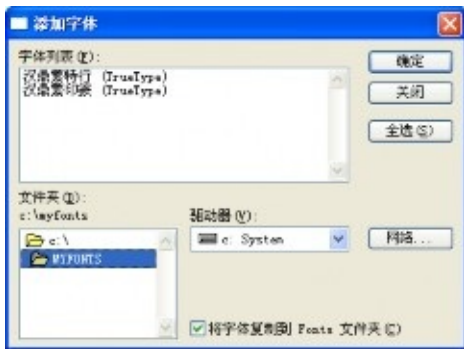 添加字体
字体列表(F):
汉鼎繁特行 (TrueType)
汉鼎繁印篆 (TrueType)
确定
关闭
全选(S)
文件夹(D):
c:\myfonts
驱动器(V):
c:\
MYFONTS
c: System
网络...
将字体复制到 Fonts 文件夹(C)